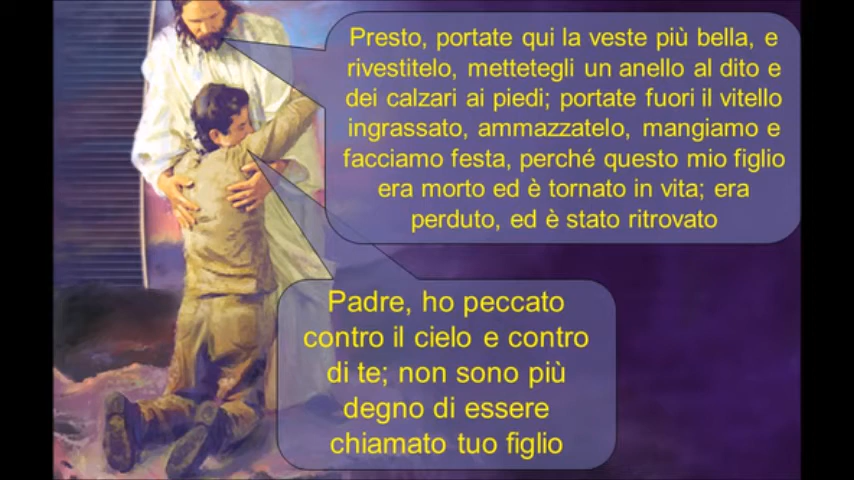 Presto, portate qui la veste più bella, e
rivestitelo, mettetegli un anello al dito e
dei calzari ai piedi; portate fuori il vitello
ingrassato, ammazzatelo, mangiamo e
facciamo festa, perché questo mio figlio
era morto ed è tornato in vita; era
perduto, ed è stato ritrovato
Padre, ho peccato
contro il cielo e contro
di te; non sono più
degno di essere
chiamato tuo figlio